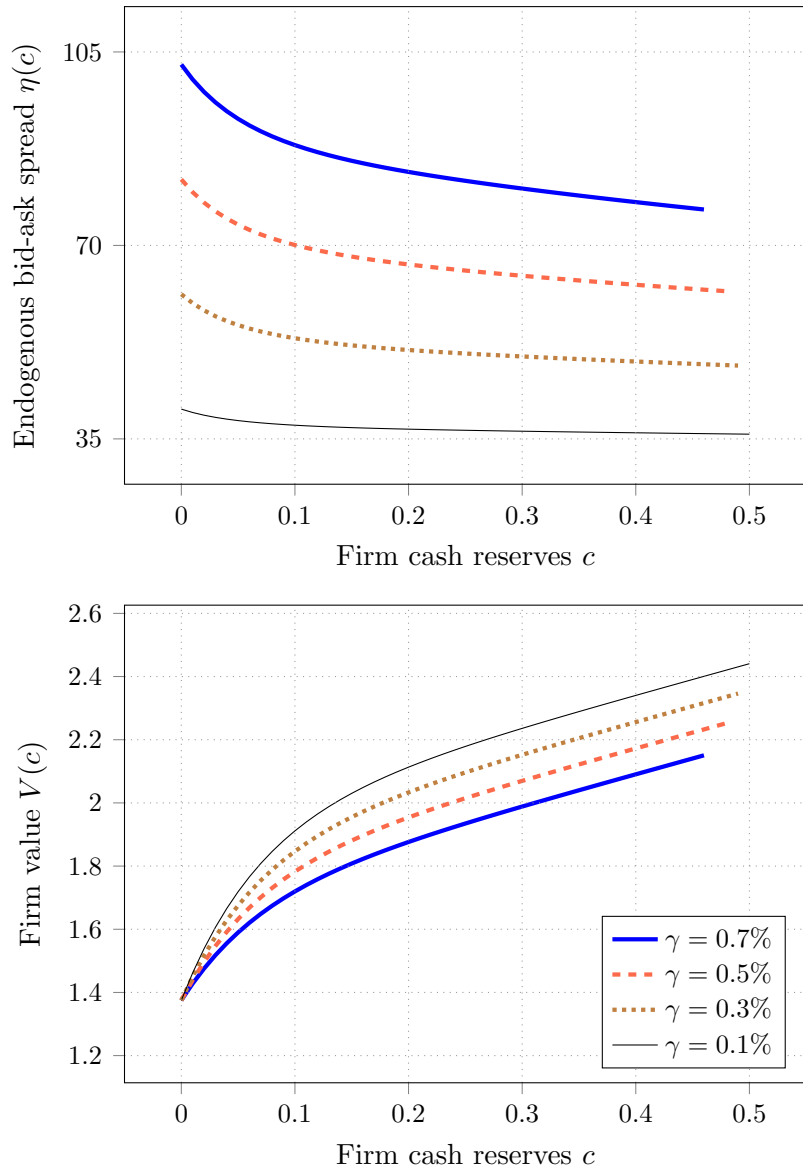 Endogenous bid-ask spread η(c)
105
70
35
0
0.1
0.2
0.3
0.4
0.5
Firm cash reserves c
Firm value V(c)
2.6
2.4
2.2
2
1.8
1.6
1.4
1.2
γ = 0.7%
γ = 0.5%
γ = 0.3%
γ = 0.1%
0
0.1
0.2
0.3
0.4
0.5
Firm cash reserves c